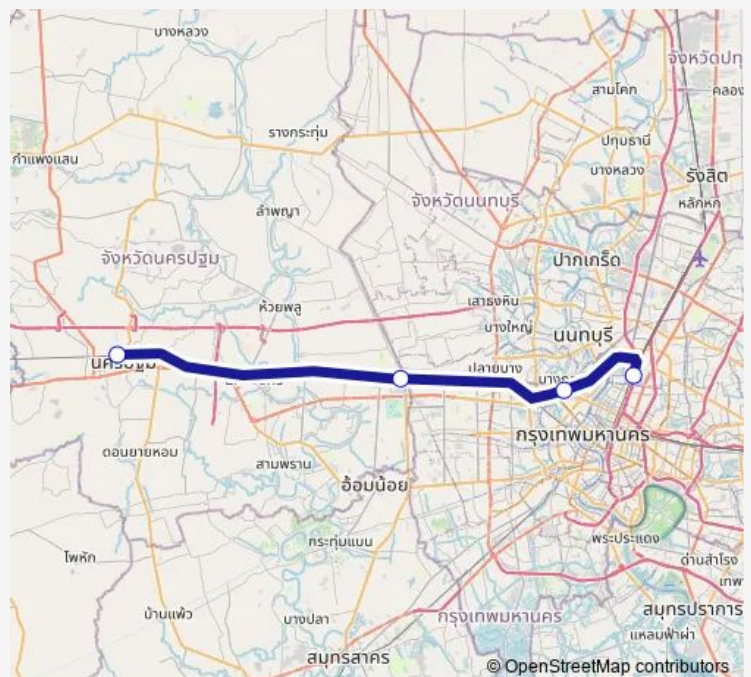 บางหลวง
จังหวัดปทุ
สามโคก
คลอง
รางกระทุ่ม
ปทุมธานี
กำแพงแสน
บางหลวง
รังสิต
หลักหก
จังหวัดนนทบุรี
ลำพญา
จังหวัดนครปฐม
ปากเกร็ด
ห้วยพลู
เสาธงหิน
บางใหญ่
นนทบุรี
นครปฐม
ปลายบาง
กรุงเทพมหานคร
ดอนยายหอม
สามพราน
อ้อมน้อย
กระทุ่มแบน
พระประแดง
ไพหัก
ด่านสำโรง
เทพา
บ้านแพ้ว
บางปลา
กรุงเทพมหานคร
สมุทรปราการ
แหลมฟ้าผ่า
สมุทรสาคร
© OpenStreetMap contributors